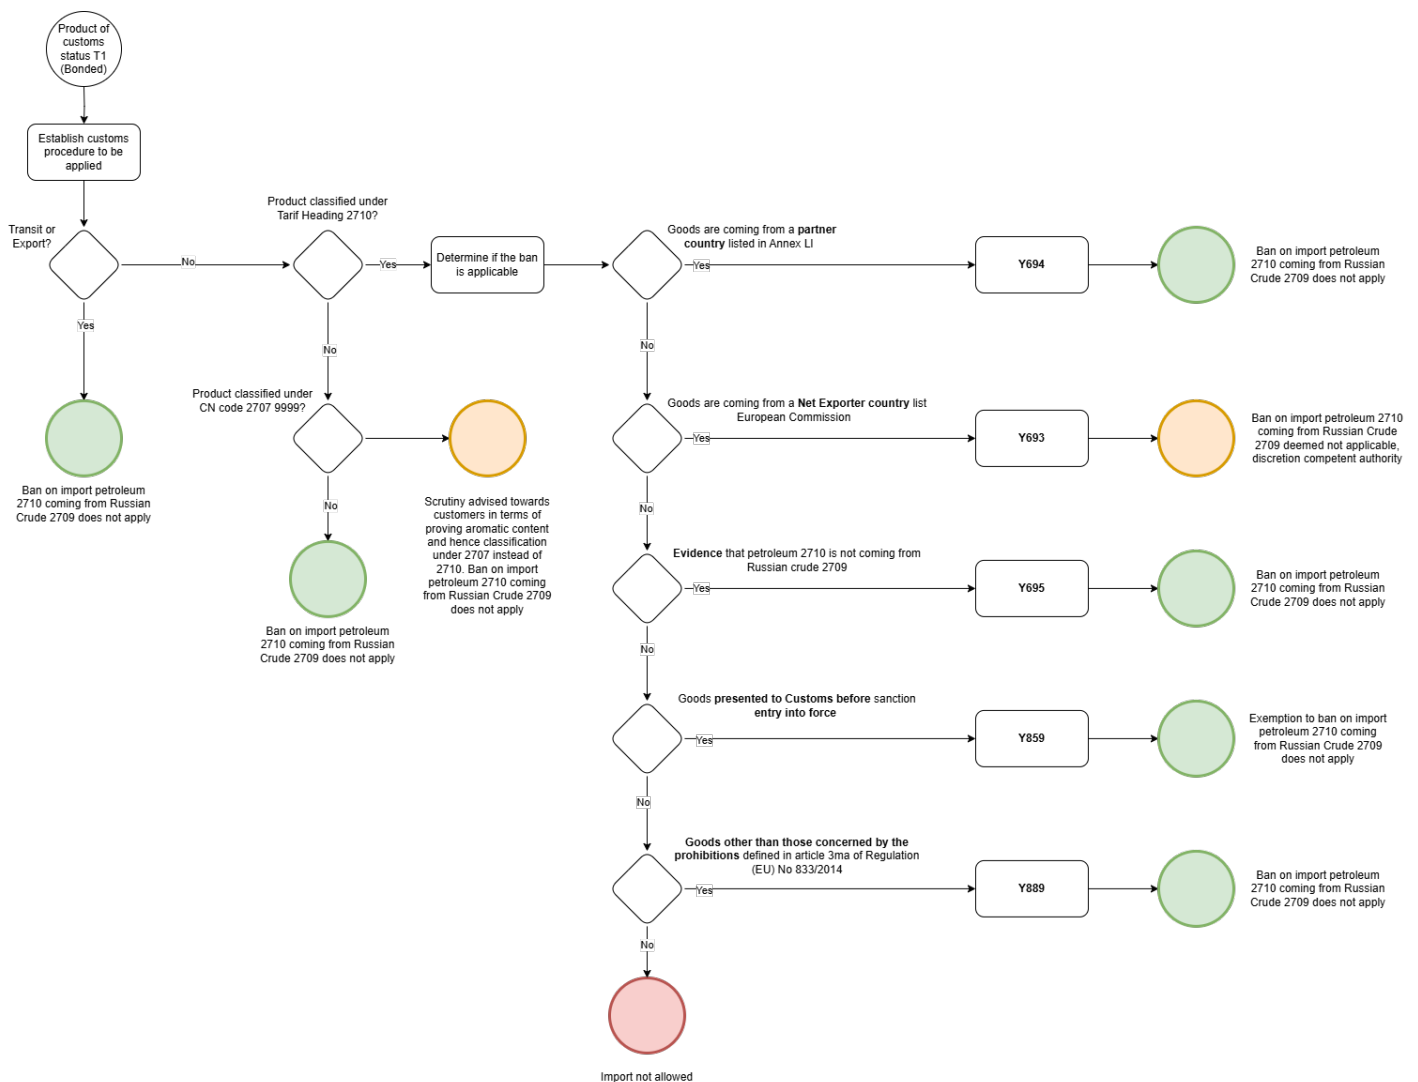 Product of
customs
status T1
(Bonded)
Establish customs
procedure to be
applied
Transit or
Export?
No
Yes
Ban on import petroleum
2710 coming from Russian
Crude 2709 does not apply
Product classified under
Tarif Heading 2710?
Yes
No
Determine if the ban
is applicable
Product classified under
CN code 2707 9999?
No
Ban on import petroleum
2710 coming from Russian
Crude 2709 does not apply
Scrutiny advised towards
customers in terms of
proving aromatic content
and hence classification
under 2707 instead of
2710. Ban on import
petroleum 2710 coming
from Russian Crude 2709
does not apply
Goods are coming from a partner
country listed in Annex LI
Yes
Y694
Ban on import petroleum
2710 coming from Russian
Crude 2709 does not apply
No
Goods are coming from a Net Exporter country list
European Commission
Yes
Y693
Ban on import petroleum 2710
coming from Russian Crude
2709 deemed not applicable,
discretion competent authority
No
Evidence that petroleum 2710 is not coming from
Russian crude 2709
Yes
Y695
Ban on import petroleum
2710 coming from Russian
Crude 2709 does not apply
No
Goods presented to Customs before sanction
entry into force
Yes
Y859
Exemption to ban on import
petroleum 2710 coming
from Russian Crude 2709
does not apply
No
Goods other than those concerned by the
prohibitions defined in article 3ma of Regulation
(EU) No 833/2014
Yes
Y889
Ban on import petroleum
2710 coming from Russian
Crude 2709 does not apply
No
Import not allowed